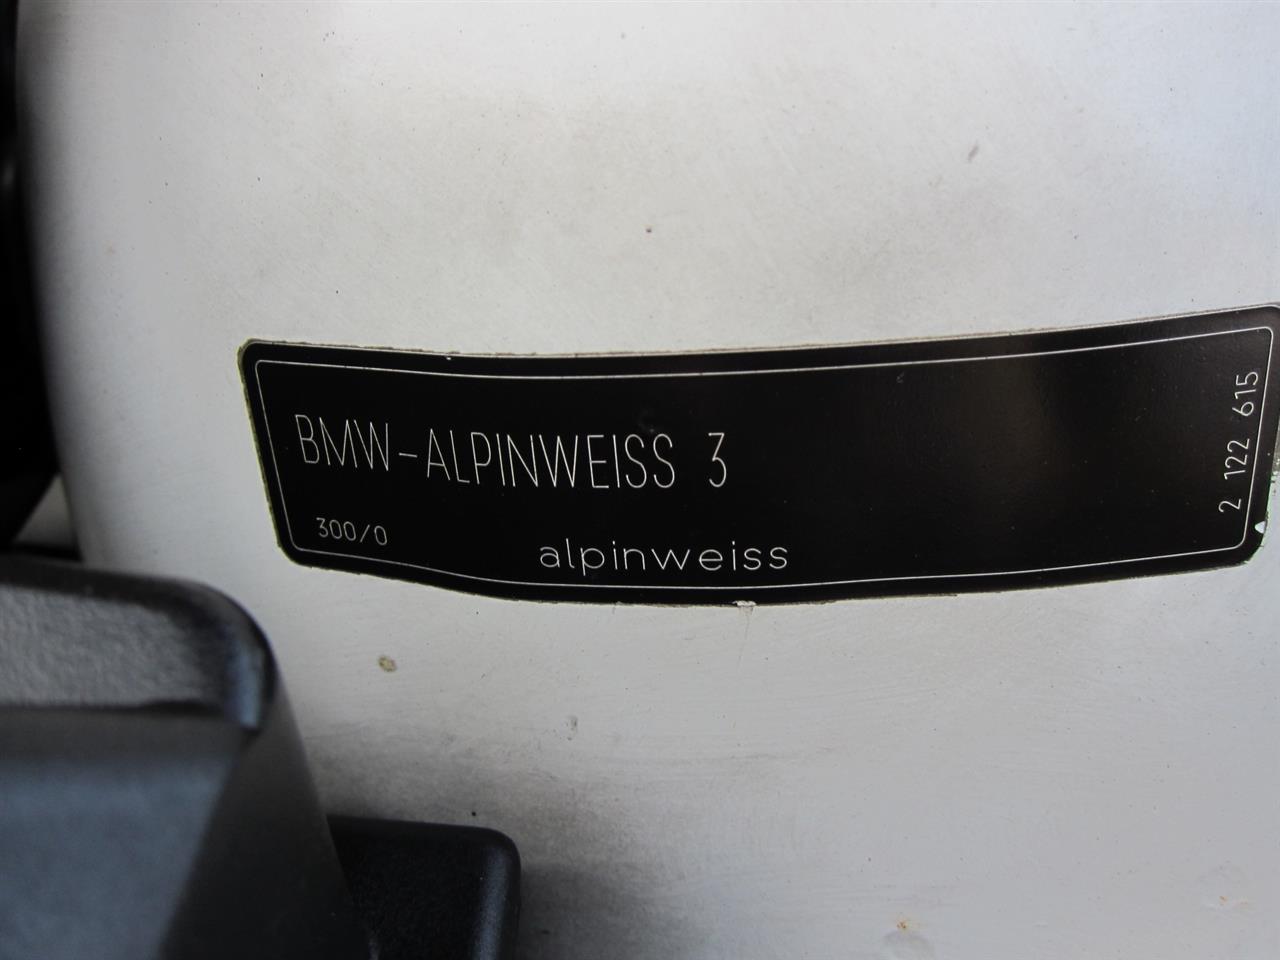 BMW-ALPINWEISS 3
300/0
alpinweiss
2 122 615